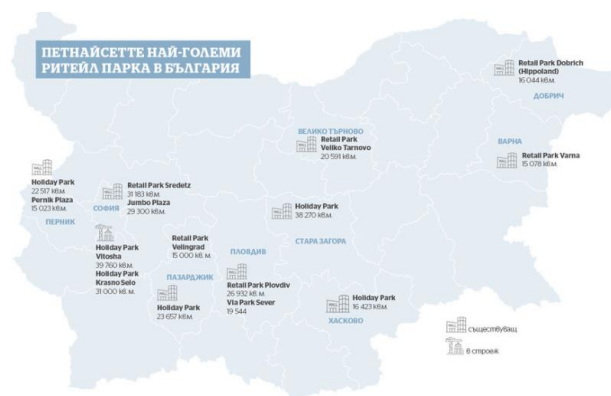 ПЕТНАЙСЕТТЕ НАЙ-ГОЛЕМИ
РИТЕЙЛ ПАРКА В БЪЛГАРИЯ
Retail Park Dobrich
(Hippoland)
16 044 кв.м.
ДОБРИЧ
ВЕЛИКО ТЪРНОВО
Retail Park
Veliko Tarnovo
20 591 кв.м.
ВАРНА
Retail Park Varna
15 078 кв.м.
Holiday Park
22 517 кв.м.
Pernik Plaza
15 023 кв.м.
ПЕРНИК
СОФИЯ
Retail Park Sredetz
31 183 кв.м.
Jumbo Plaza
29 300 кв.м.
Holiday Park
Vitosha
39 760 кв.м.
Holiday Park
Krasno Selo
31 000 кв. м.
Retail Park
Velingrad
15 000 кв. м.
ПАЗАРДЖИК
Holiday Park
23 657 кв.м.
ПЛОВДИВ
Retail Park Plovdiv
26 932 кв. м.
Via Park Sever
19 544
Holiday Park
38 270 кв.м.
СТАРА ЗАГОРА
Holiday Park
16 423 кв.м.
ХАСКОВО
съществуващ
в строеж